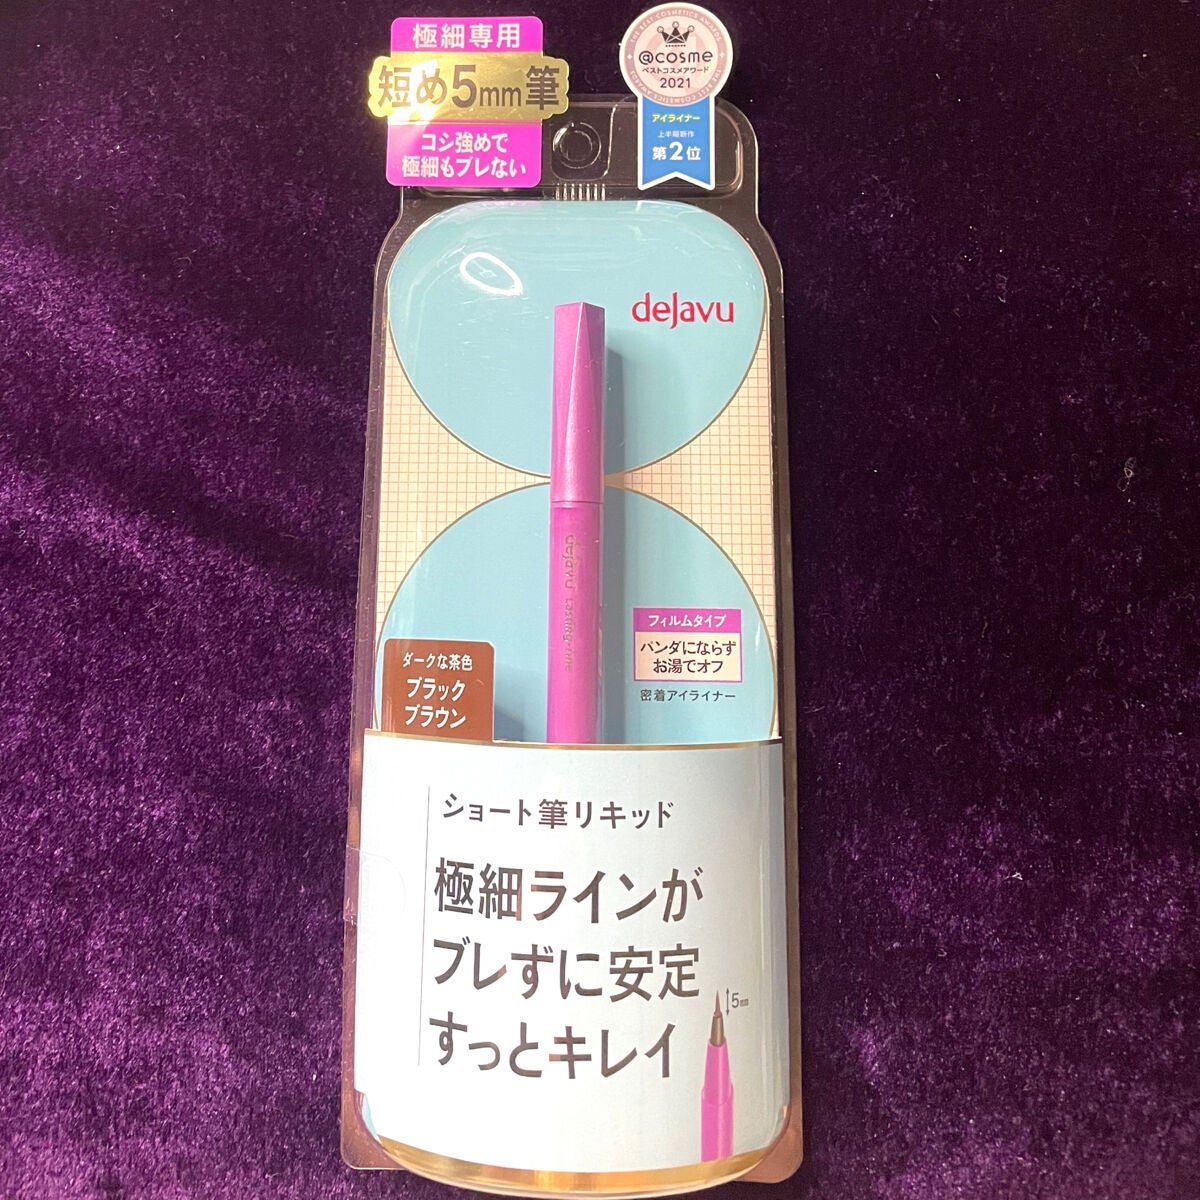 極細専用
短め5mm筆
コシ強めで
極細もブレない
THE BEST COSMETICS AWARDS
@cosme
ベストコスメアワード
2021
アイライナー
上半期新作
第2位
dejavu
dejavu Lasting-fine
フィルムタイプ
パンダにならず
お湯でオフ
密着アイライナー
ダークな茶色
ブラック
ブラウン
ショート筆リキッド
極細ラインが
ブレずに安定
すっとキレイ
5mm